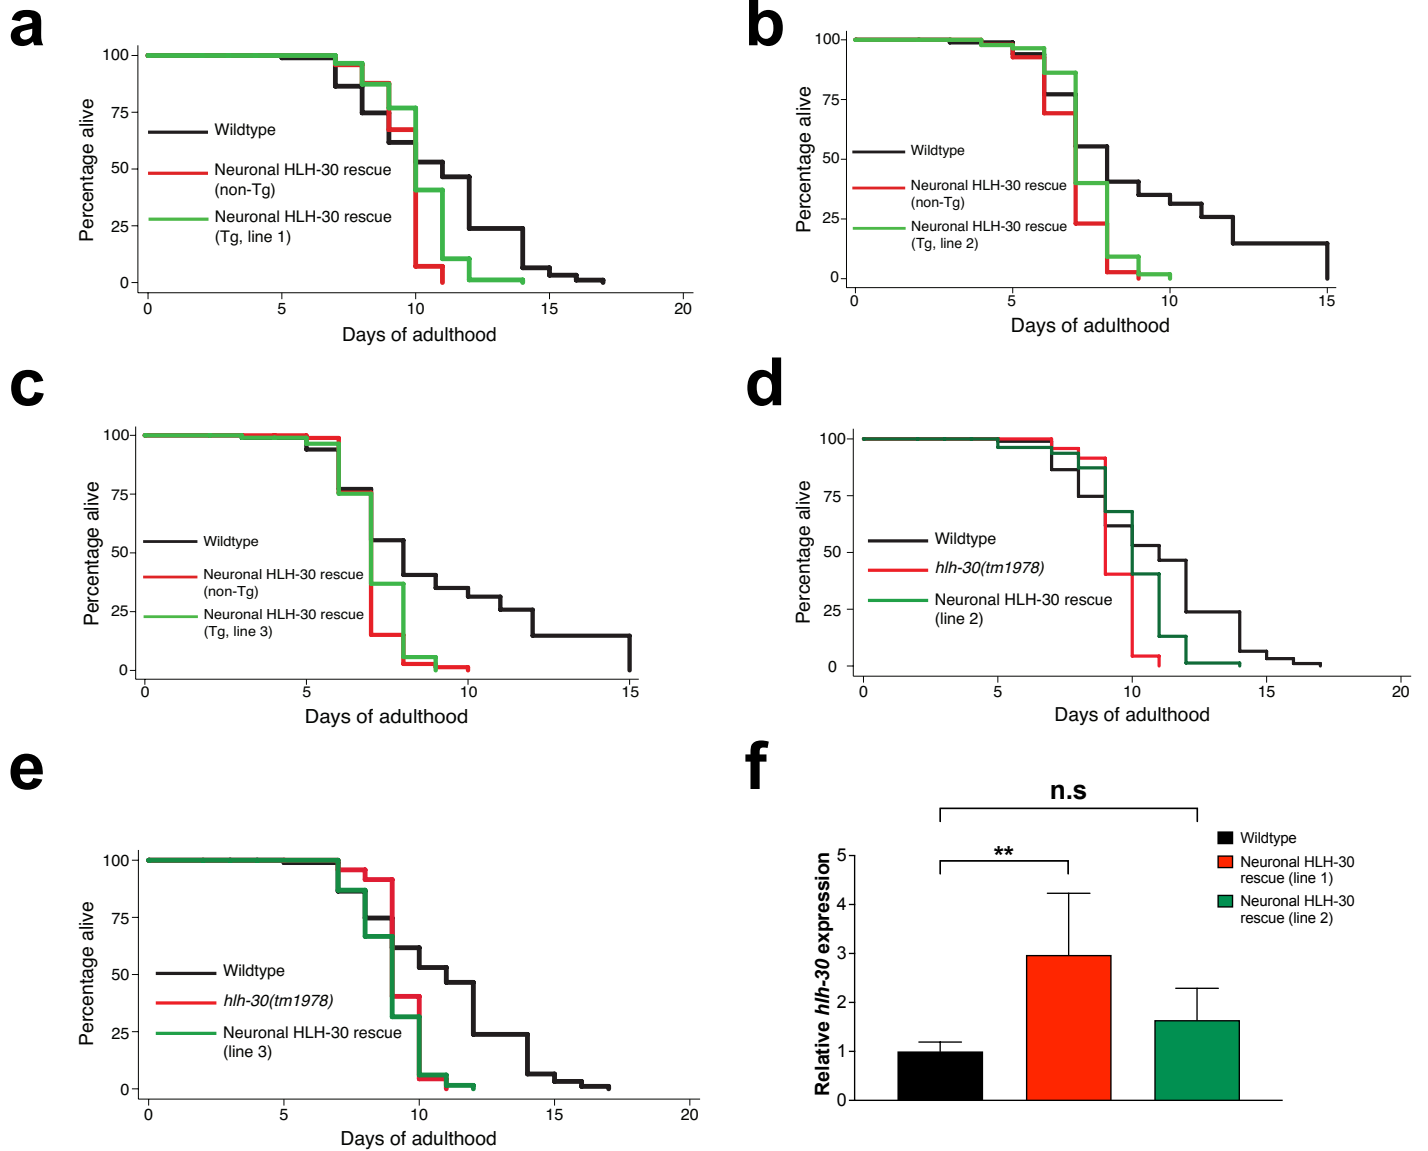 a
100
75
50
25
0
Percentage alive
Wildtype
Neuronal HLH-30 rescue
(non-Tg)
Neuronal HLH-30 rescue
(Tg, line 1)
0 5 10 15 20
Days of adulthood
b
100
75
50
25
0
Percentage alive
Wildtype
Neuronal HLH-30 rescue
(non-Tg)
Neuronal HLH-30 rescue
(Tg, line 2)
0 5 10 15
Days of adulthood
c
100
75
50
25
0
Percentage alive
Wildtype
Neuronal HLH-30 rescue
(non-Tg)
Neuronal HLH-30 rescue
(Tg, line 3)
0 5 10 15
Days of adulthood
d
100
75
50
25
0
Percentage alive
Wildtype
hlh-30(tm1978)
Neuronal HLH-30 rescue
(line 2)
0 5 10 15 20
Days of adulthood
e
100
75
50
25
0
Percentage alive
Wildtype
hlh-30(tm1978)
Neuronal HLH-30 rescue
(line 3)
0 5 10 15 20
Days of adulthood
f
n.s
**
5
4
3
2
1
0
Relative hlh-30 expression
Wildtype
Neuronal HLH-30
rescue (line 1)
Neuronal HLH-30
rescue (line 2)